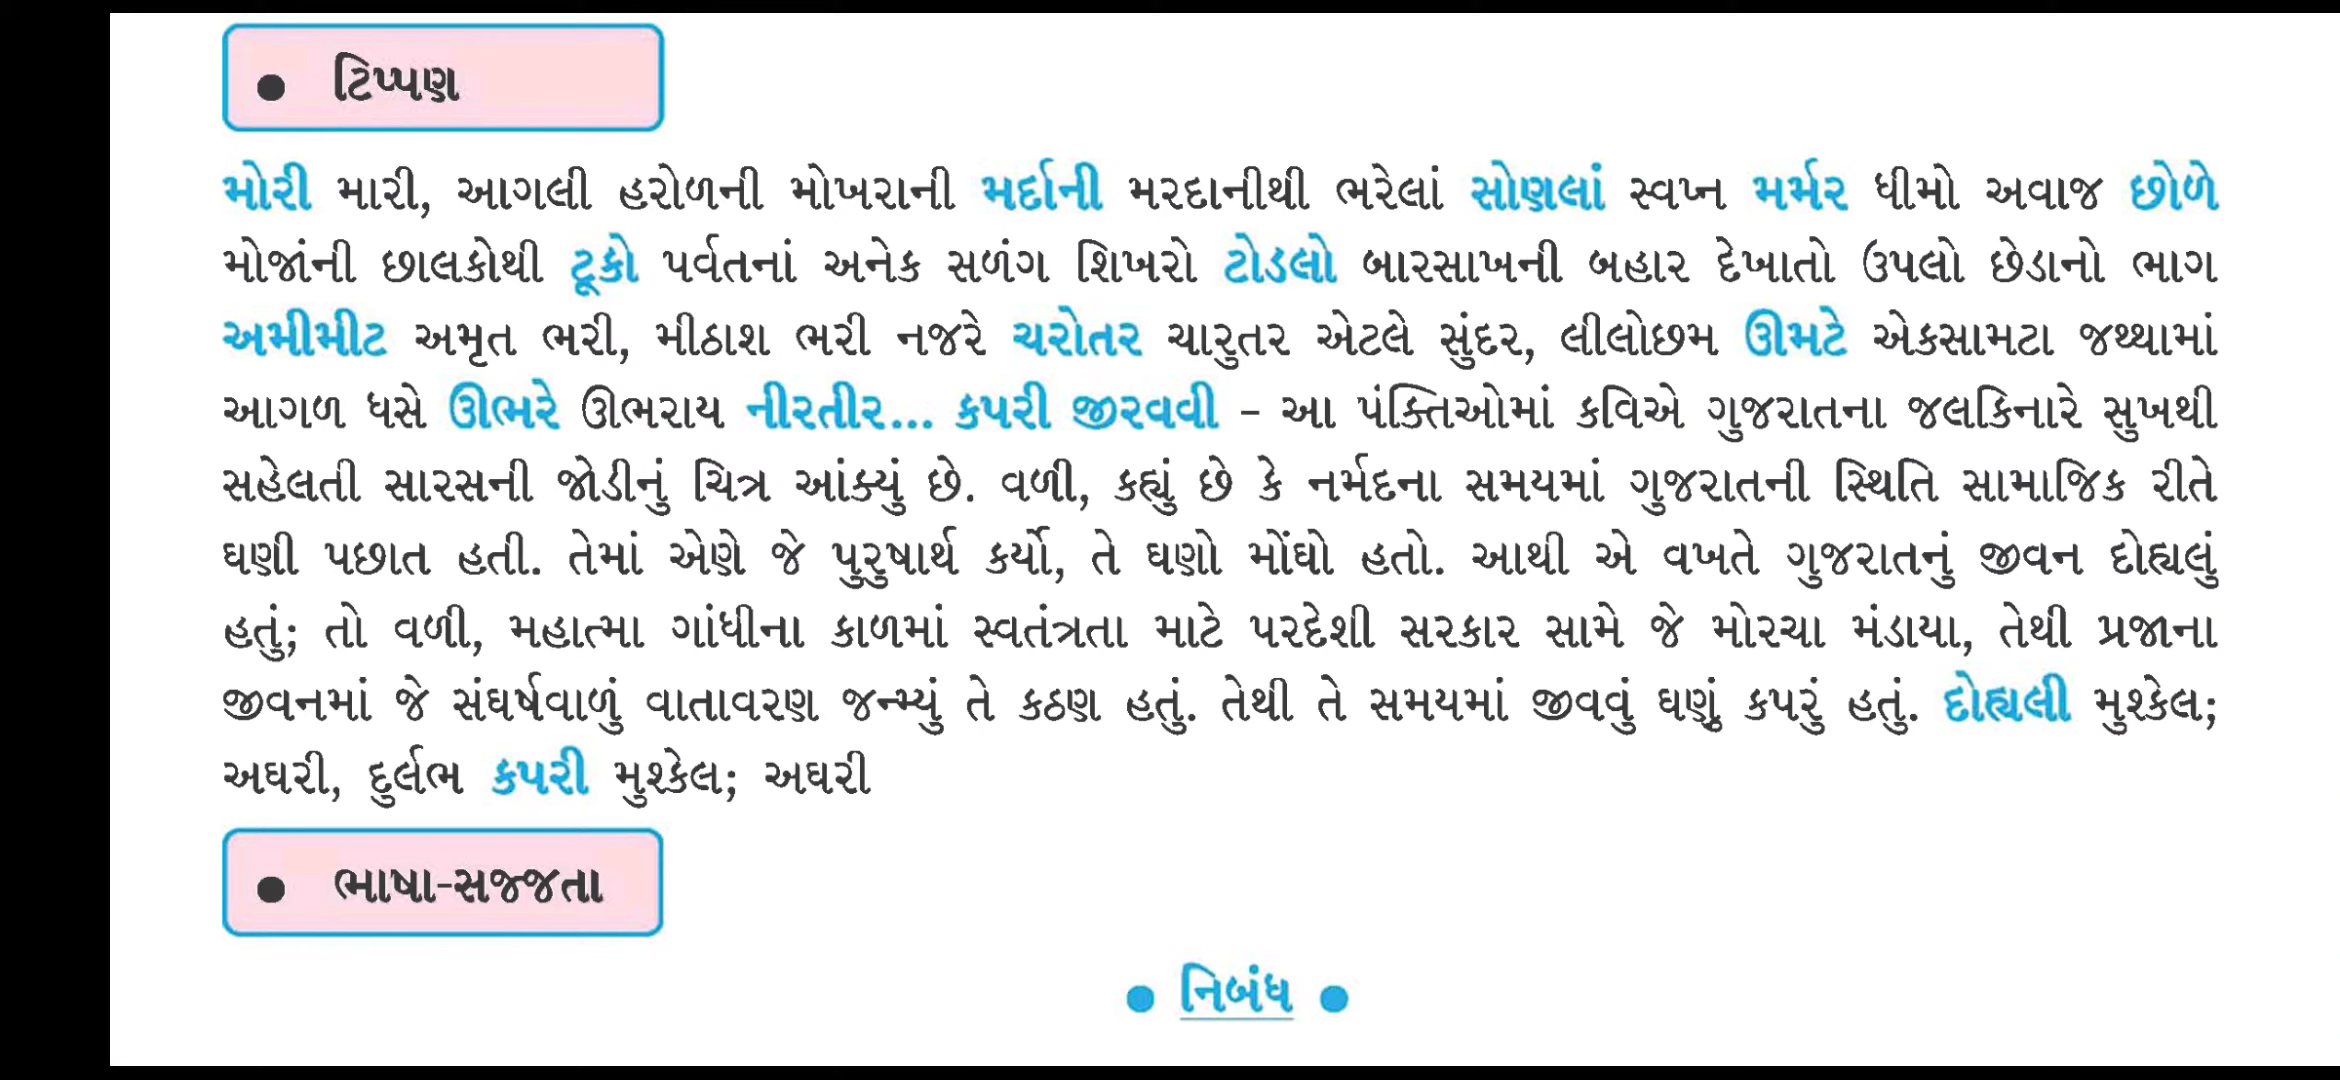 • ટિપ્પણ
મોરી મારી, આગલી હરોળની મોખરાની મર્દાની મરદાનીથી ભરેલાં સોણલાં સ્વપ્ન મર્મર ધીમો અવાજ છોળે
મોજાંની છાલકોથી ટૂકો પર્વતનાં અનેક સળંગ શિખરો ટોડલો બારસાખની બહાર દેખાતો ઉપલો છેડાનો ભાગ
અમીમીટ અમૃત ભરી, મીઠાશ ભરી નજરે ચરોતર ચારુતર એટલે સુંદર, લીલોછમ ઊમટે એકસામટા જથ્થામાં
આગળ ધસે ઊભરે ઊભરાય નીરતીર... કપરી જીરવવી – આ પંક્તિઓમાં કવિએ ગુજરાતના જલકિનારે સુખથી
સહેલતી સારસની જોડીનું ચિત્ર આંક્યું છે. વળી, કહ્યું છે કે નર્મદના સમયમાં ગુજરાતની સ્થિતિ સામાજિક રીતે
ઘણી પછાત હતી. તેમાં એણે જે પુરુષાર્થ કર્યો, તે ઘણો મોંઘો હતો. આથી એ વખતે ગુજરાતનું જીવન દોહ્યલું
હતું; તો વળી, મહાત્મા ગાંધીના કાળમાં સ્વતંત્રતા માટે પરદેશી સરકાર સામે જે મોરચા મંડાયા, તેથી પ્રજાના
જીવનમાં જે સંઘર્ષવાળું વાતાવરણ જન્મ્યું તે કઠણ હતું. તેથી તે સમયમાં જીવવું ઘણું કપરું હતું. દોહ્યલી મુશ્કેલ;
અઘરી, દુર્લભ કપરી મુશ્કેલ; અઘરી
• ભાષા-સજ્જતા
• નિબંધ •